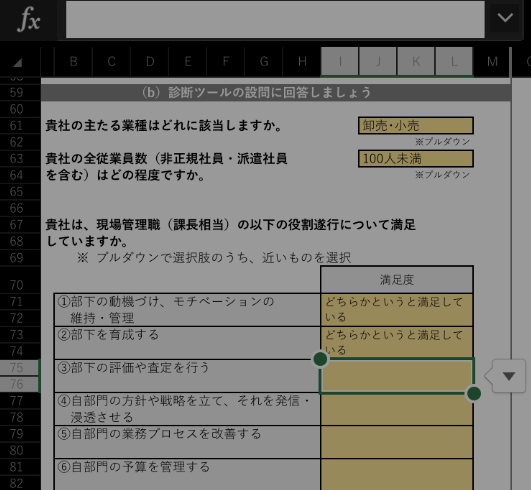 fx
B C D E F G H I J K L M
59 (b) 診断ツールの設問に回答しましょう
60
61 貴社の主たる業種はどれに該当しますか。 卸売・小売
62 ※プルダウン
63 貴社の全従業員数（非正規社員・派遣社員 100人未満
64 を含む）はどの程度ですか。 ※プルダウン
65
66
67 貴社は、現場管理職（課長相当）の以下の役割遂行について満足
68 していますか。
69 ※ プルダウンで選択肢のうち、近いものを選択
70 満足度
71 ①部下の動機づけ、モチベーションの どちらかというと満足して
72 維持・管理 いる
73 ②部下を育成する どちらかというと満足して
74 いる
75 ③部下の評価や査定を行う
76
77 ④自部門の方針や戦略を立て、それを発信・
78 浸透させる
79 ⑤自部門の業務プロセスを改善する
80
81 ⑥自部門の予算を管理する
82